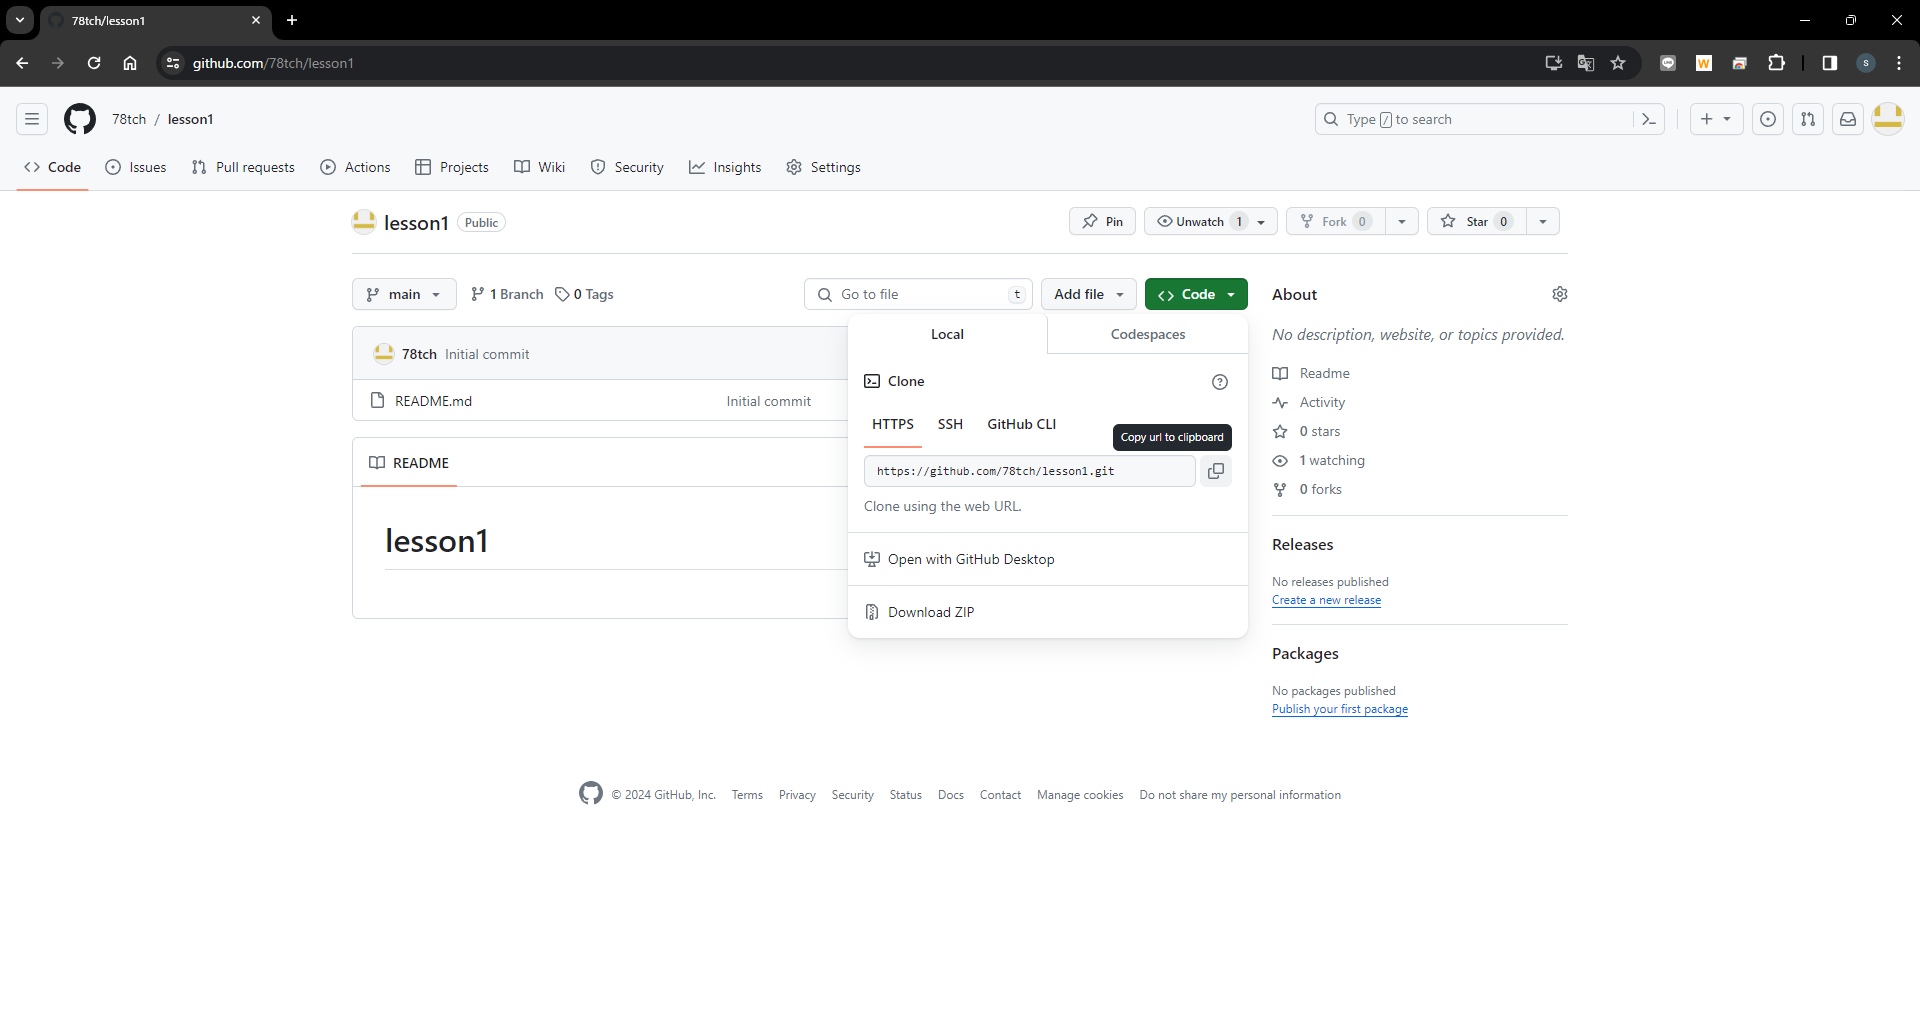 78tch/lesson1
github.com/78tch/lesson1
W
s
78tch / lesson1
Type / to search
Code Issues Pull requests Actions Projects Wiki Security Insights Settings
lesson1 Public
Pin Unwatch 1 Fork 0 Star 0
main 1 Branch 0 Tags Go to file t Add file Code
78tch Initial commit
README.md Initial commit
README
lesson1
Local Codespaces
Clone
HTTPS SSH GitHub CLI
Copy url to clipboard
https://github.com/78tch/lesson1.git
Clone using the web URL.
Open with GitHub Desktop
Download ZIP
About
No description, website, or topics provided.
Readme
Activity
0 stars
1 watching
0 forks
Releases
No releases published
Create a new release
Packages
No packages published
Publish your first package
© 2024 GitHub, Inc. Terms Privacy Security Status Docs Contact Manage cookies Do not share my personal information